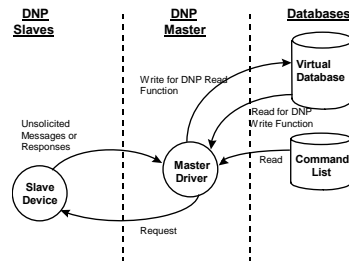 DNP
Slaves
DNP
Master
Databases
Virtual
Database
Write for DNP Read
Function
Read for DNP
Write Function
Unsolicited
Messages or
Responses
Master
Driver
Read
Command
List
Slave
Device
Request